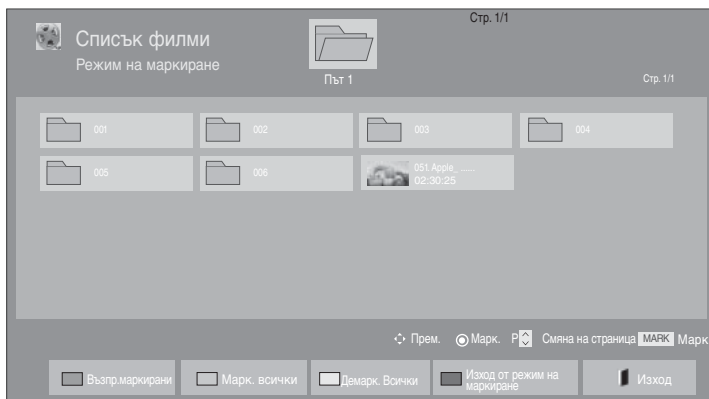 Стр. 1/1
Списък филми
Режим на маркиране
Път 1
Стр. 1/1
001
002
003
004
005
006
051. Apple_ ......
02:30:25
Прем.
Марк.
P
Смяна на страница
MARK
Марк
Възпр.маркирани
Марк. всички
Демарк. Всички
Изход от режим на
маркиране
Изход